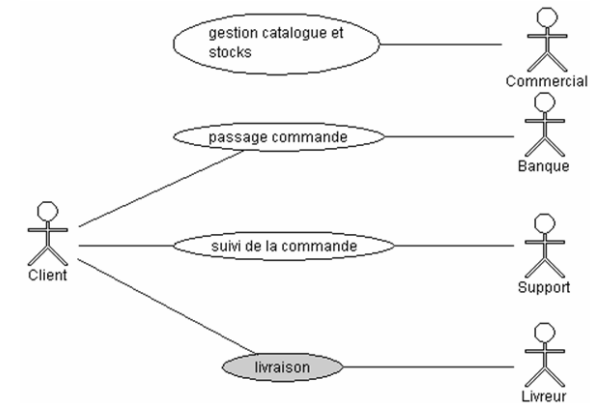 gestion catalogue et
stocks
Commercial
passage commande
Banque
suivi de la commande
Client
Support
livraison
Livreur